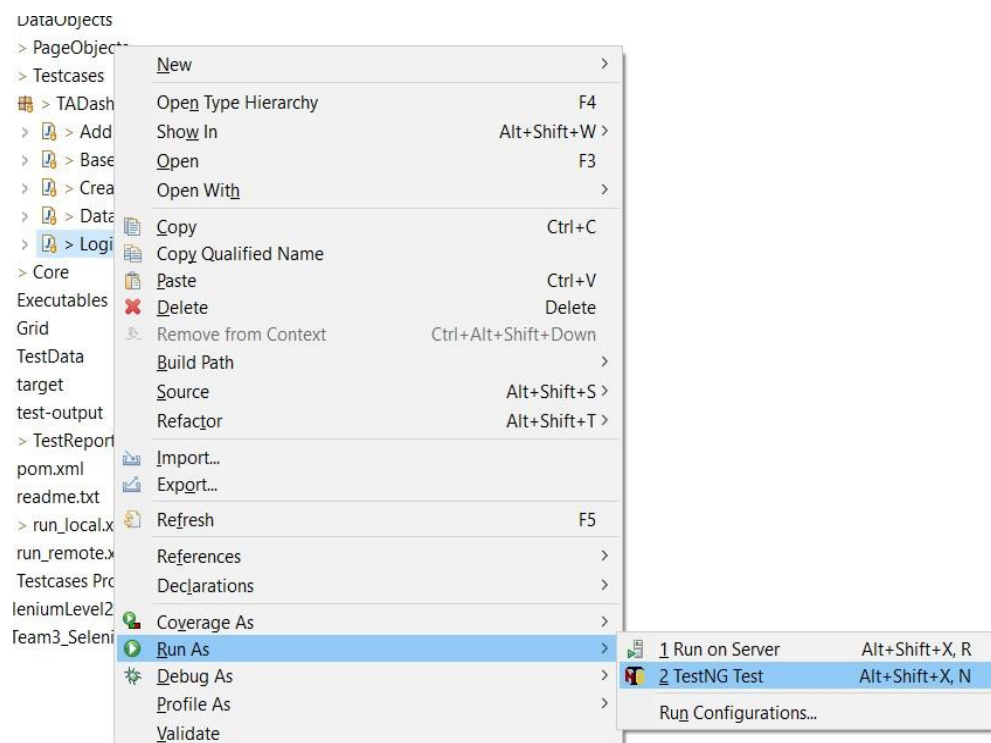 DataObjects
> PageObjects
> Testcases
> TADash
> > Add
> > Base
> > Crea
> > Data
> > Logi
> Core
Executables
Grid
TestData
target
test-output
> TestReport
pom.xml
readme.txt
> run_local.x
run_remote.x
Testcases Pro
leniumLevel2
Team3_Seleni
New >
Open Type Hierarchy F4
Show In Alt+Shift+W >
Open F3
Open With >
Copy Ctrl+C
Copy Qualified Name
Paste Ctrl+V
Delete Delete
Remove from Context Ctrl+Alt+Shift+Down
Build Path >
Source Alt+Shift+S >
Refactor Alt+Shift+T >
Import...
Export...
Refresh F5
References >
Declarations >
Coverage As >
Run As >
Debug As >
Profile As >
Validate
1 Run on Server Alt+Shift+X, R
2 TestNG Test Alt+Shift+X, N
Run Configurations...